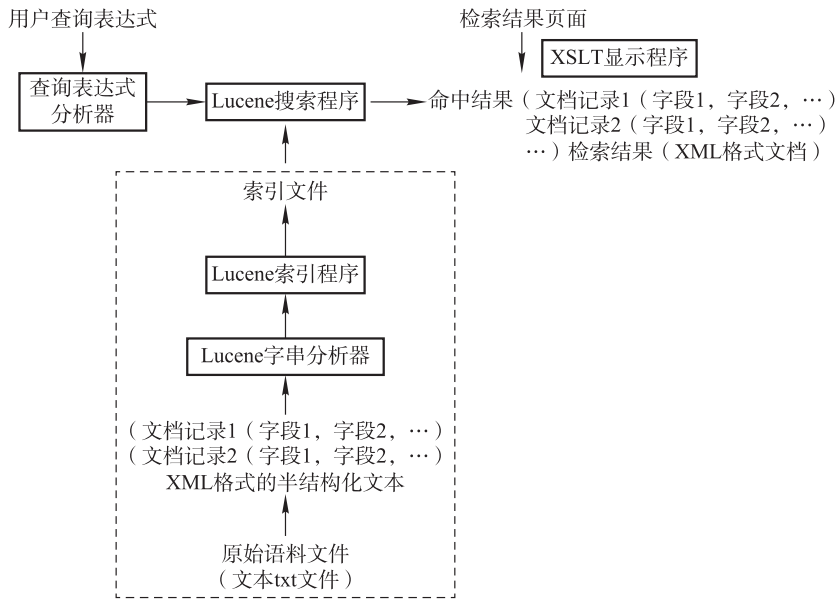 用户查询表达式
检索结果页面
查询表达式
分析器
Lucene搜索程序
XSLT显示程序
命中结果（文档记录1（字段1，字段2，…）
文档记录2（字段1，字段2，…）
…）检索结果（XML格式文档）
索引文件
Lucene索引程序
Lucene字串分析器
（文档记录1（字段1，字段2，…）
（文档记录2（字段1，字段2，…）
XML格式的半结构化文本
原始语料文件
（文本txt文件）